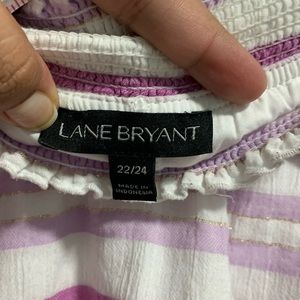 LANE BRYANT
22/24
MADE IN
INDONESIA